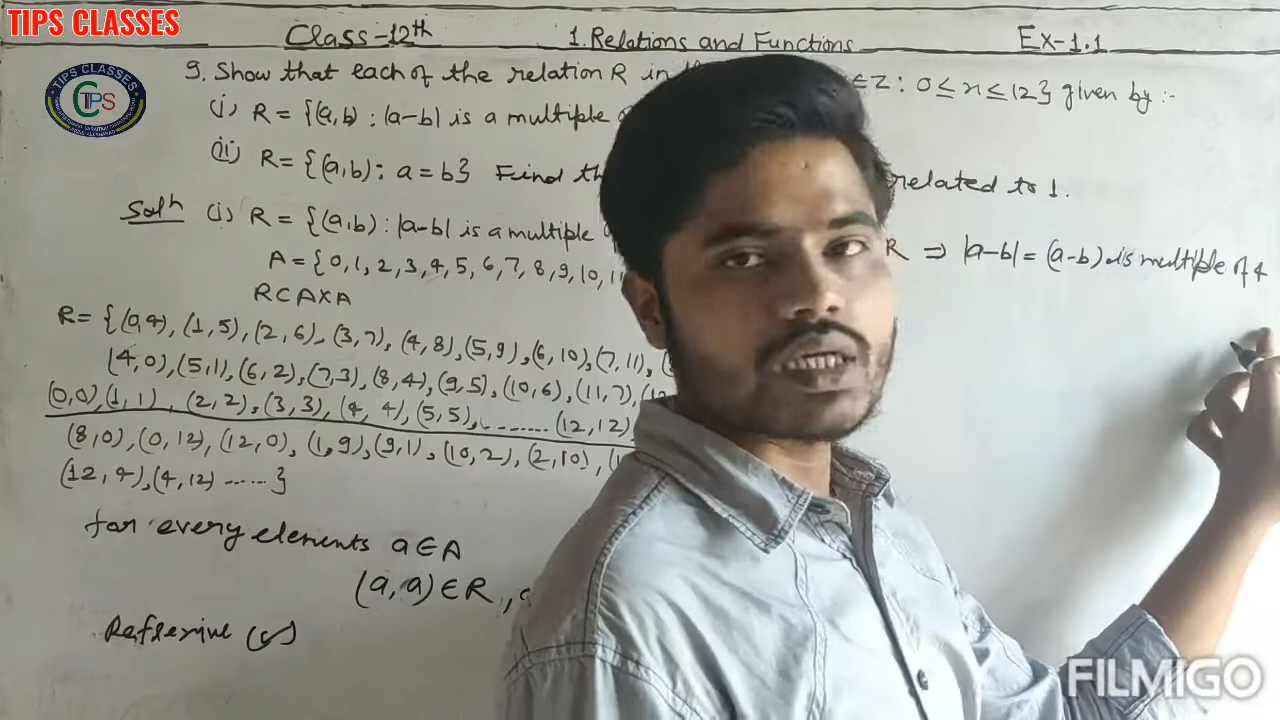 TIPS CLASSES
Class-12th 1. Relations and Functions Ex-1.1
TIPS CLASSES
TIPS
9. Show that each of the relation R in ∈ Z : 0 ≤ x ≤ 12} given by :-
(i) R = {(a,b) : |a-b| is a multiple
(ii) R = {(a,b) : a = b} Find related to 1.
Solⁿ (i) R = {(a,b) : |a-b| is a multiple
R ⇒ |a-b| = (a-b) is multiple of 4
A = {0, 1, 2, 3, 4, 5, 6, 7, 8, 9, 10, 11
R⊂A×A
R = {(0,4), (1,5), (2,6), (3,7), (4,8), (5,9), (6,10), (7,11),
(4,0), (5,1), (6,2), (7,3), (8,4), (9,5), (10,6), (11,7),
(0,0), (1,1), (2,2), (3,3), (4,4), (5,5), ........ (12,12)
(8,0), (0,12), (12,0), (1,9), (9,1), (10,2), (2,10),
(12,4), (4,12) ......}
for every elements a∈A
(a,a)∈R,
Reflexive (✓)
FILMIGO